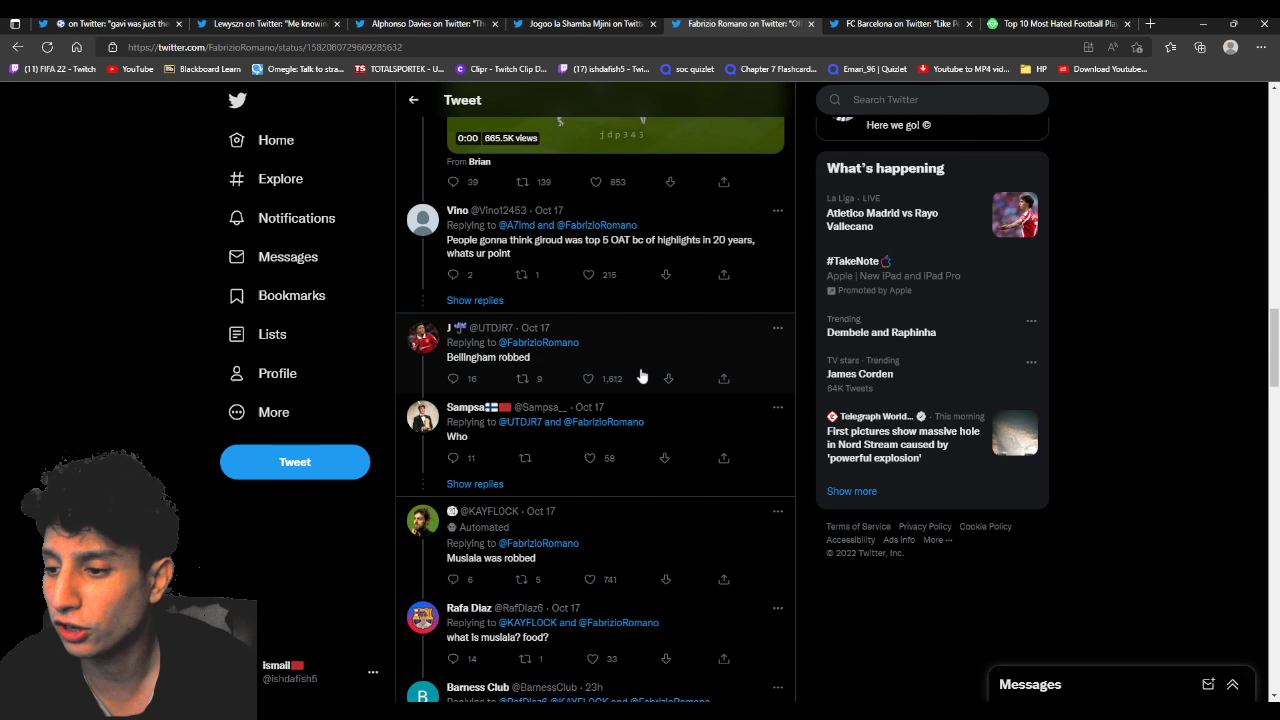 on Twitter: "gavi was just the
Lewyszn on Twitter: "Me knowin
Alphonso Davies on Twitter: "Th
Jogoo la Shamba Mjini on Twitt
Fabrizio Romano on Twitter: "Of
FC Barcelona on Twitter: "Like Pe
Top 10 Most Hated Football Play
https://twitter.com/FabrizioRomano/status/1582080729609285632
(11) FIFA 22 - Twitch
YouTube
Blackboard Learn
Omegle: Talk to stra...
TOTALSPORTEK - U...
Clipr - Twitch Clip D...
(17) ishdafish5 - Twi...
soc quizlet
Chapter 7 Flashcard...
Emari_96 | Quizlet
Youtube to MP4 vid...
HP
Download Youtube...
Home
Explore
Notifications
Messages
Bookmarks
Lists
Profile
More
Tweet
ismail
@ishdafish5
Tweet
0:00 | 665.5K views
jdp343
From Brian
39 139 853
Vino @Vino12453 · Oct 17
Replying to @A7lmd and @FabrizioRomano
People gonna think giroud was top 5 OAT bc of highlights in 20 years,
whats ur point
2 1 215
Show replies
J @UTDJR7 · Oct 17
Replying to @FabrizioRomano
Bellingham robbed
16 9 1,612
Sampsa @Sampsa__ · Oct 17
Replying to @UTDJR7 and @FabrizioRomano
Who
11 58
Show replies
@KAYFL0CK · Oct 17
Automated
Replying to @FabrizioRomano
Musiala was robbed
6 5 741
Rafa Diaz @RafDiaz6 · Oct 17
Replying to @KAYFL0CK and @FabrizioRomano
what is musiala? food?
14 1 33
B
Barness Club @BarnessClub · 23h
Replying to @RafDiaz6 @KAYFL0CK and @FabrizioRomano
Search Twitter
Here we go! ©
What's happening
La Liga · LIVE
Atletico Madrid vs Rayo
Vallecano
#TakeNote
Apple | New iPad and iPad Pro
Promoted by Apple
Trending
Dembele and Raphinha
TV stars · Trending
James Corden
64K Tweets
Telegraph World... · This morning
First pictures show massive hole
in Nord Stream caused by
'powerful explosion'
Show more
Terms of Service Privacy Policy Cookie Policy
Accessibility Ads Info More ···
© 2022 Twitter, Inc.
Messages